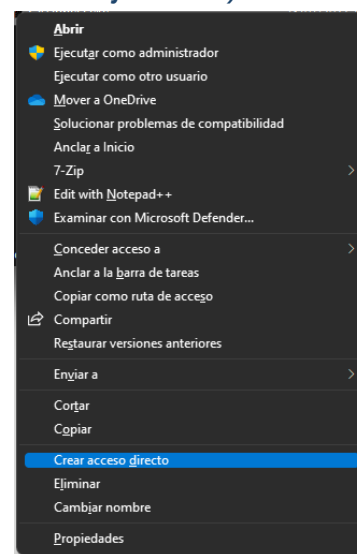 Abrir
Ejecutar como administrador
Ejecutar como otro usuario
Mover a OneDrive
Solucionar problemas de compatibilidad
Anclar a Inicio
7-Zip
Edit with Notepad++
Examinar con Microsoft Defender...
Conceder acceso a
Anclar a la barra de tareas
Copiar como ruta de acceso
Compartir
Restaurar versiones anteriores
Enviar a
Cortar
Copiar
Crear acceso directo
Eliminar
Cambiar nombre
Propiedades